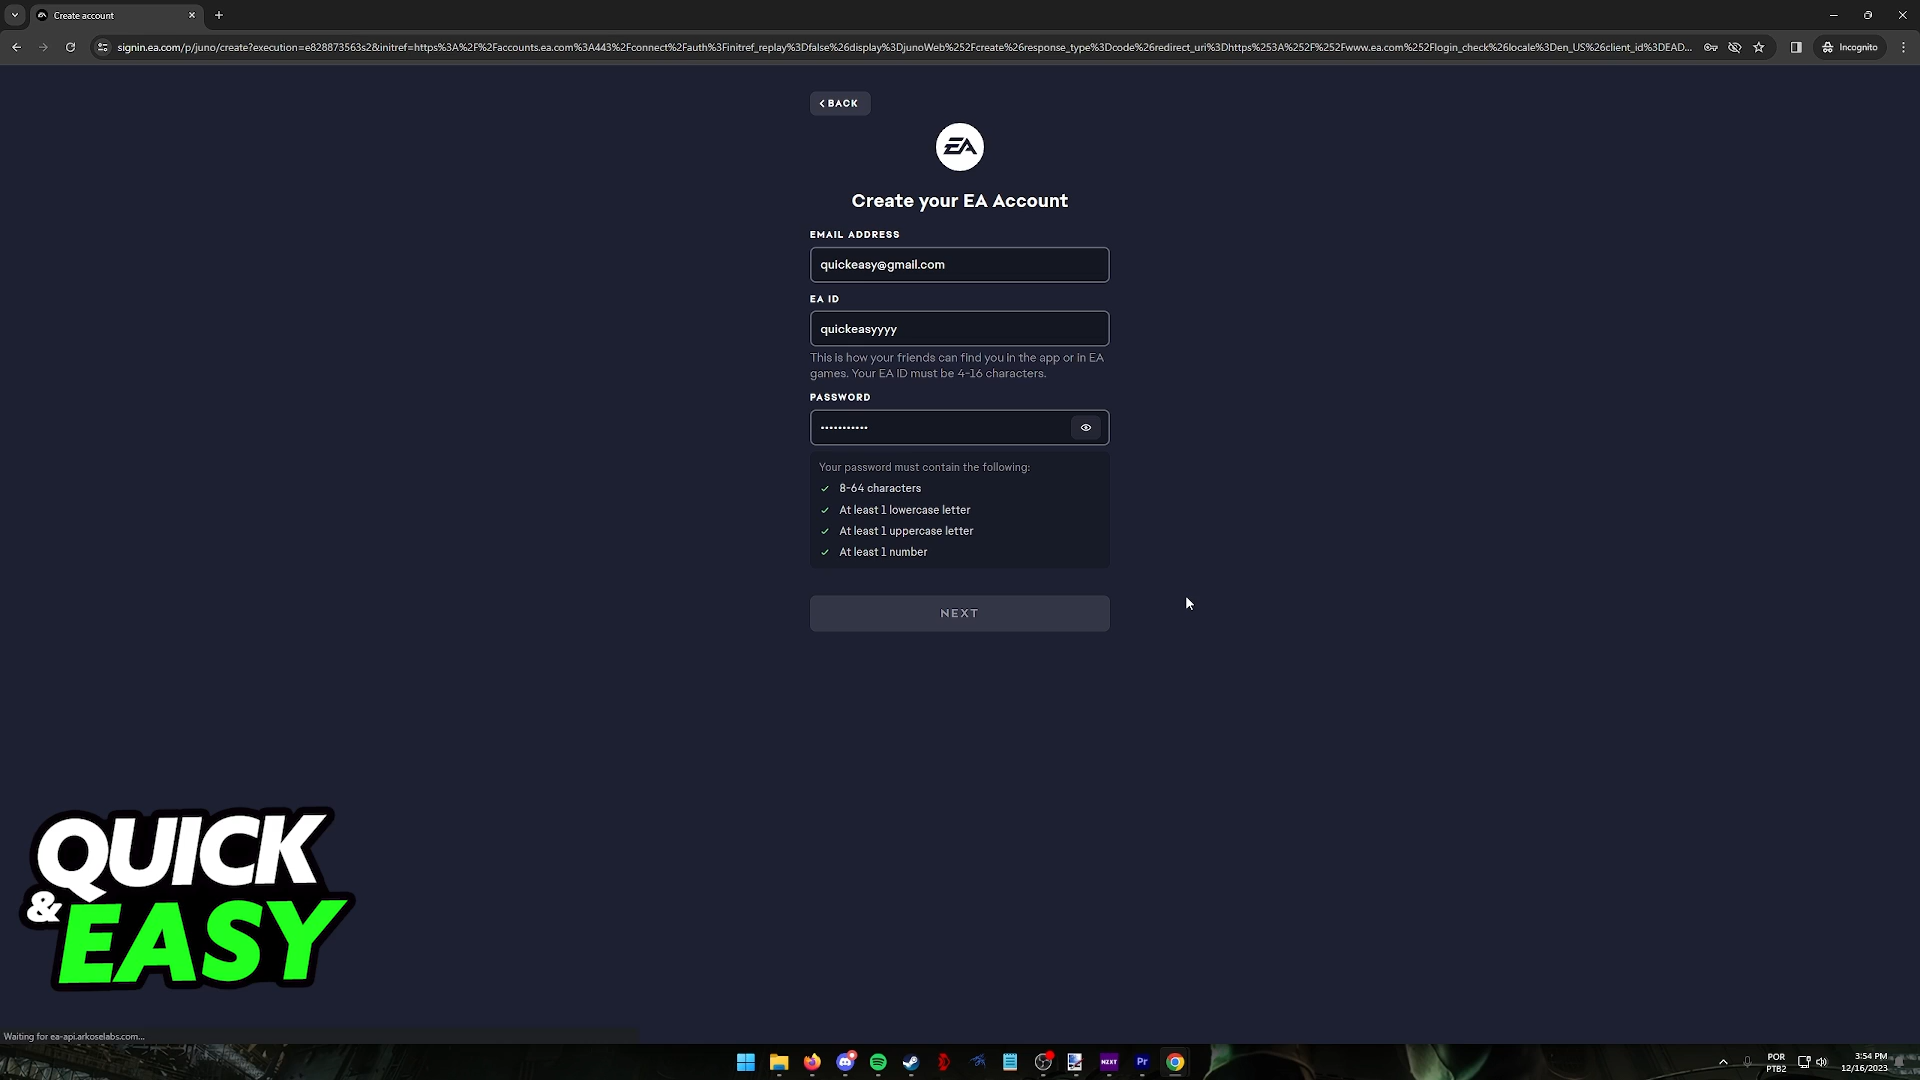 Create account
signin.ea.com/p/juno/create?execution=e828873563s2&initref=https%3A%2F%2Faccounts.ea.com%3A443%2Fconnect%2Fauth%3Finitref_replay%3Dfalse%26display%3DjunoWeb%252Fcreate%26response_type%3Dcode%26redirect_uri%3Dhttps%253A%252F%252Fwww.ea.com%252Flogin_check%26locale%3Den_US%26client_id%3DEAD...
Incognito
BACK
EA
Create your EA Account
EMAIL ADDRESS
quickeasy@gmail.com
EA ID
quickeasyyyy
This is how your friends can find you in the app or in EA
games. Your EA ID must be 4-16 characters.
PASSWORD
•••••••••••
Your password must contain the following:
8-64 characters
At least 1 lowercase letter
At least 1 uppercase letter
At least 1 number
NEXT
QUICK
& EASY
Waiting for ea-api.arkoselabs.com...
NZXT
Pr
POR
PTB2
3:54 PM
12/16/2023